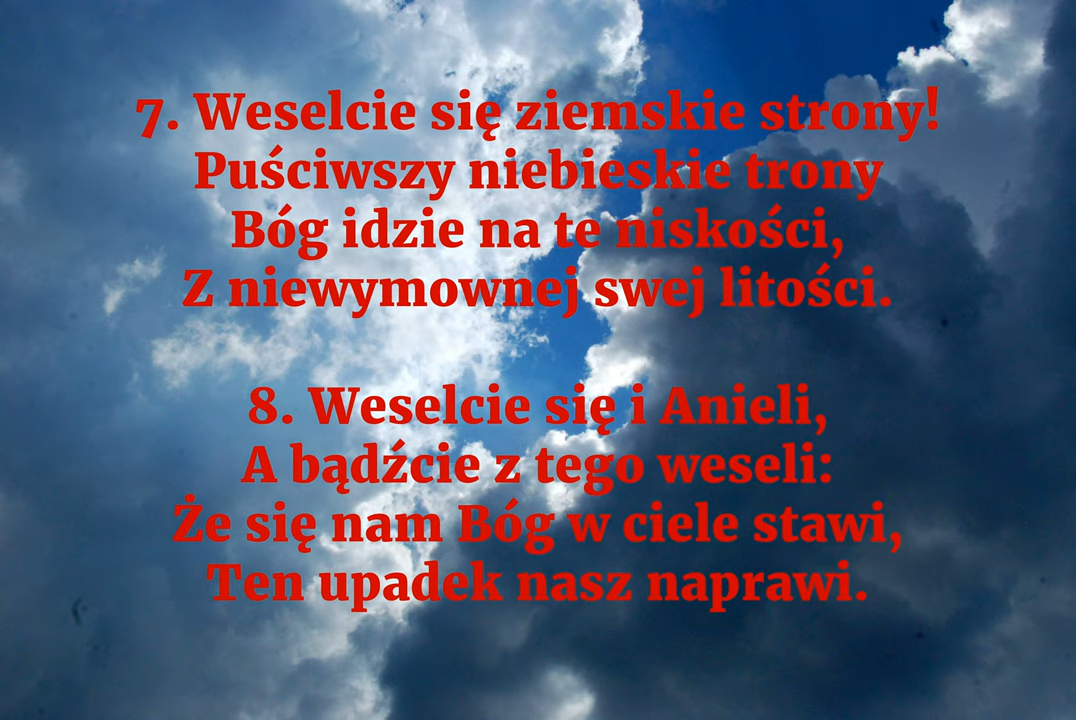 7. Weselcie się ziemskie strony!
Puściwszy niebieskie trony
Bóg idzie na te niskości,
Z niewymownej swej litości.
8. Weselcie się i Anieli,
A bądźcie z tego weseli:
Że się nam Bóg w ciele stawi,
Ten upadek nasz naprawi.